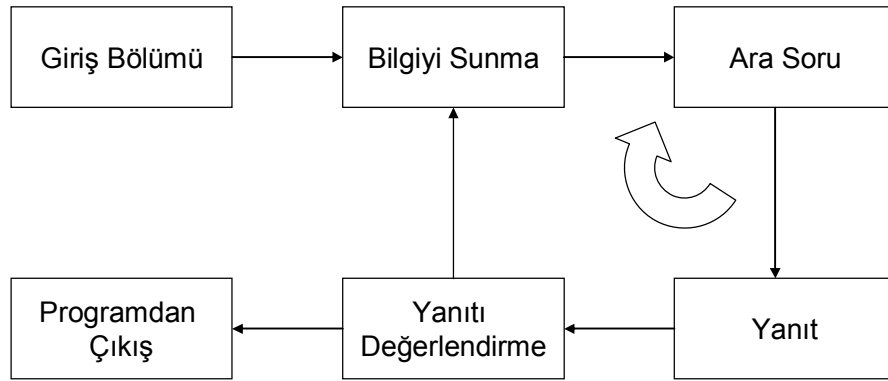 Giriş Bölümü
Bilgiyi Sunma
Ara Soru
Programdan
Çıkış
Yanıtı
Değerlendirme
Yanıt